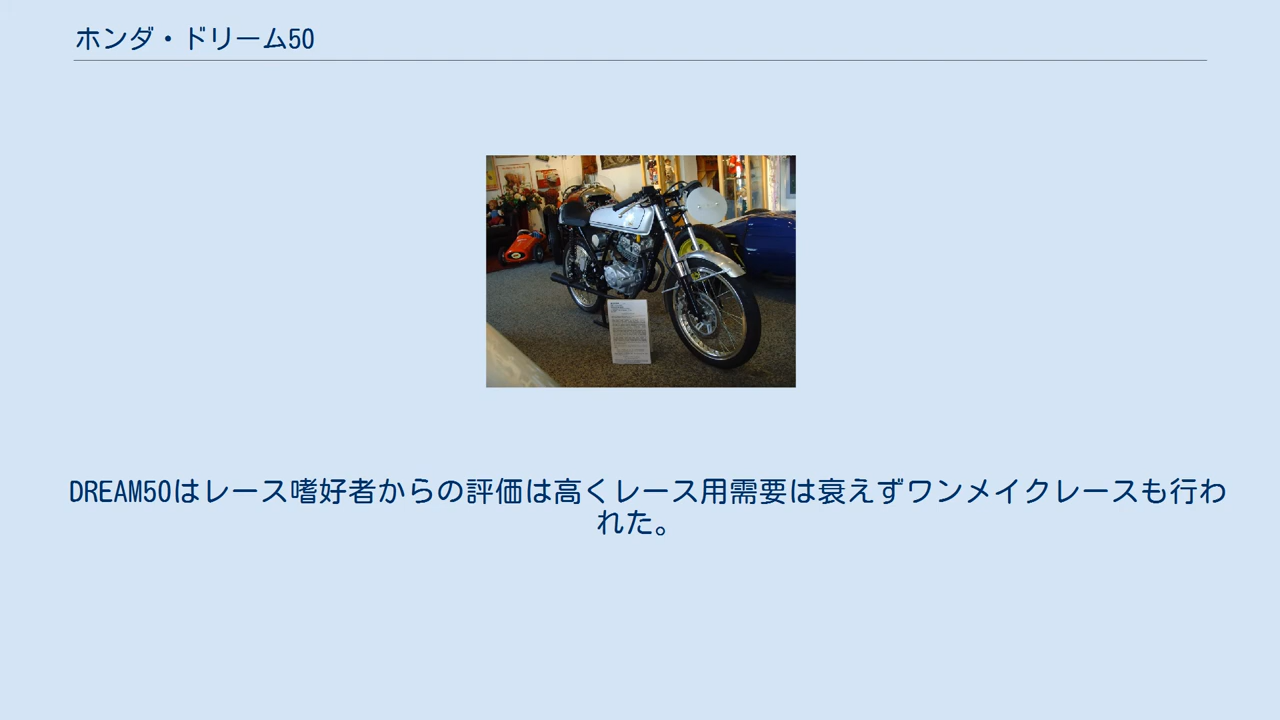 ホンダ・ドリーム50
DREAM50はレース嗜好者からの評価は高くレース用需要は衰えずワンメイクレースも行わ
れた。